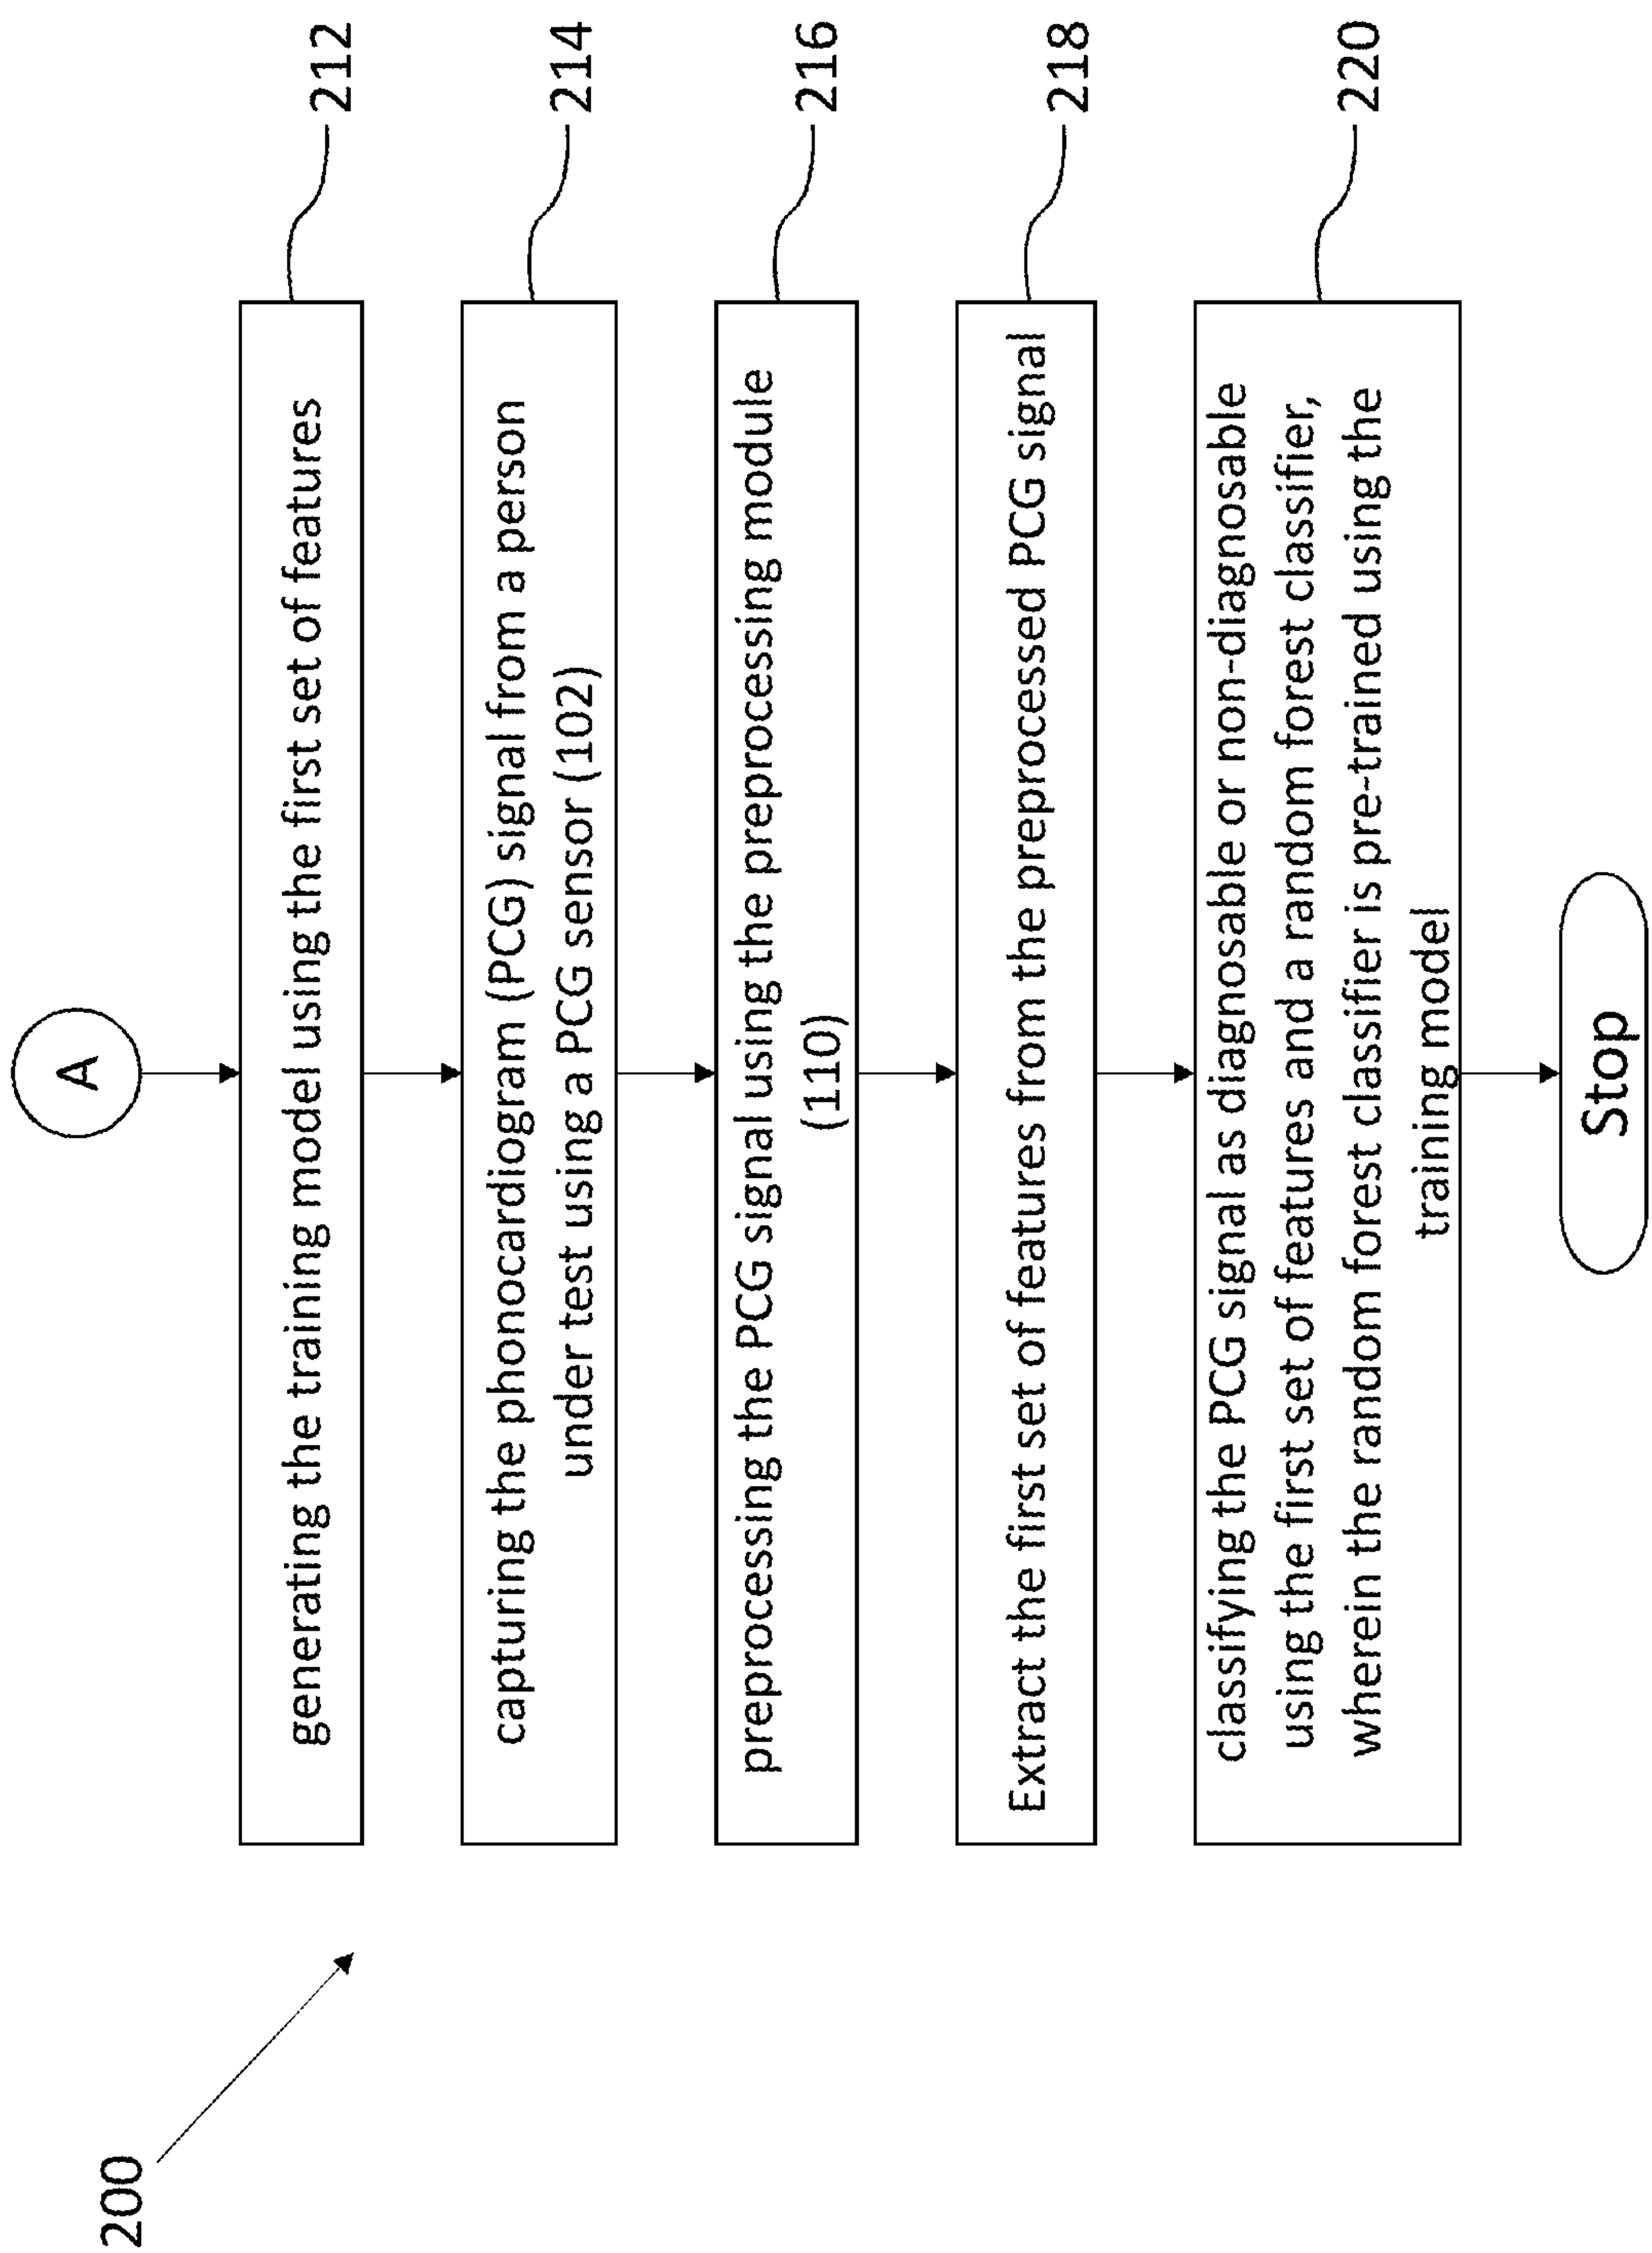 200
A
generating the training model using the first set of features
212
capturing the phonocardiogram (PCG) signal from a person
under test using a PCG sensor (102)
214
preprocessing the PCG signal using the preprocessing module
(110)
216
Extract the first set of features from the preprocessed PCG signal
218
classifying the PCG signal as diagnosable or non-diagnosable
using the first set of features and a random forest classifier,
wherein the random forest classifier is pre-trained using the
training model
220
Stop